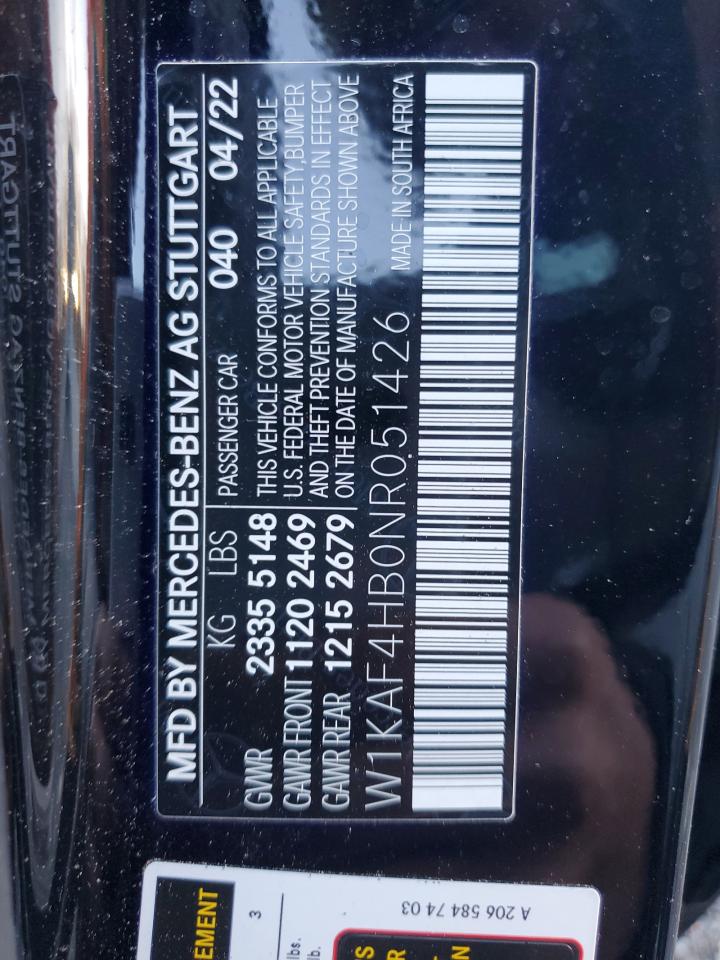 MFD BY MERCEDES-BENZ AG STUTTGART
KG LBS
GVWR 2335 5148
GAWR FRONT 1120 2469
GAWR REAR 1215 2679
PASSENGER CAR 040 04/22
THIS VEHICLE CONFORMS TO ALL APPLICABLE
U.S. FEDERAL MOTOR VEHICLE SAFETY,BUMPER
AND THEFT PREVENTION STANDARDS IN EFFECT
ON THE DATE OF MANUFACTURE SHOWN ABOVE
W1KAF4HB0NR051426 MADE IN SOUTH AFRICA
EMENT
3
lbs.
lb.
A 206 584 74 03